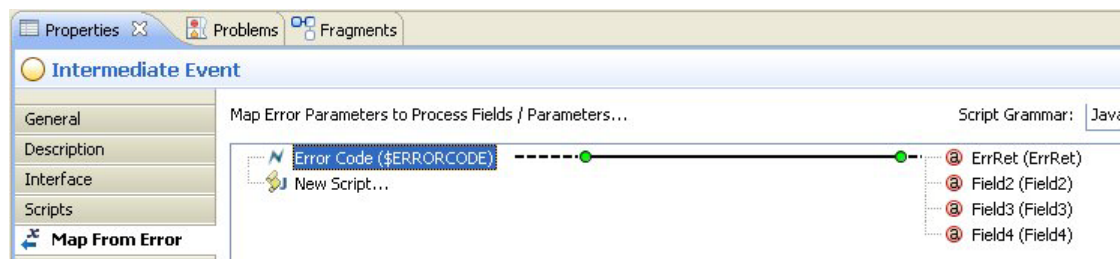 Properties Problems Fragments
Intermediate Event
General
Map Error Parameters to Process Fields / Parameters... Script Grammar: Java
Description
Error Code ($ERRORCODE) ErrRet (ErrRet)
Interface
New Script... Field2 (Field2)
Scripts
Field3 (Field3)
Map From Error
Field4 (Field4)